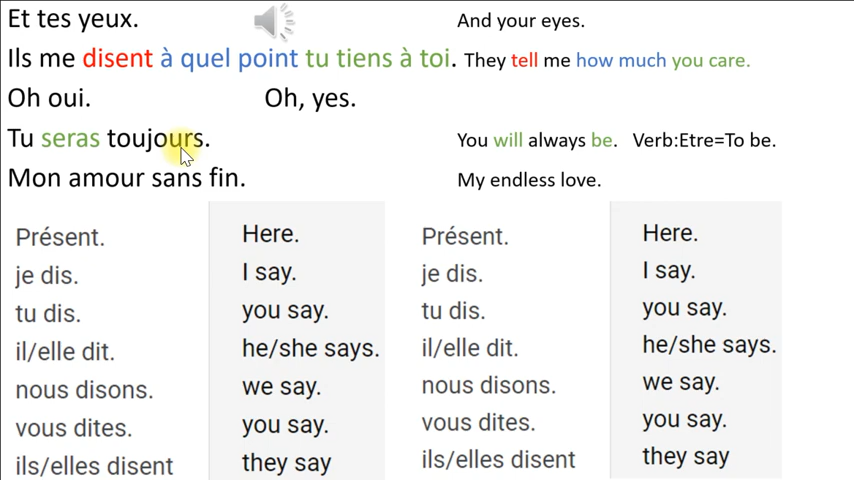 Et tes yeux. And your eyes.
Ils me disent à quel point tu tiens à toi. They tell me how much you care.
Oh oui. Oh, yes.
Tu seras toujours. You will always be. Verb:Etre=To be.
Mon amour sans fin. My endless love.
Présent. Here. Présent. Here.
je dis. I say. je dis. I say.
tu dis. you say. tu dis. you say.
il/elle dit. he/she says. il/elle dit. he/she says.
nous disons. we say. nous disons. we say.
vous dites. you say. vous dites. you say.
ils/elles disent they say ils/elles disent they say